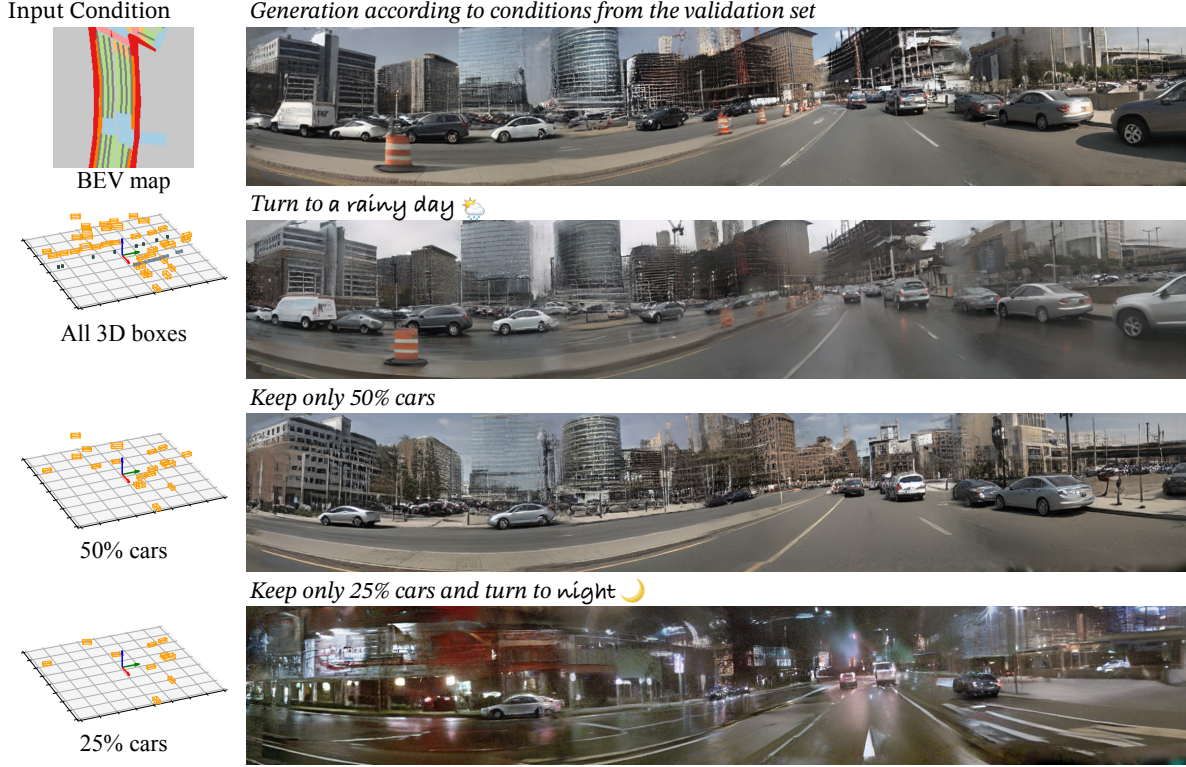 Input Condition
Generation according to conditions from the validation set
BEV map
Turn to a rainy day
All 3D boxes
Keep only 50% cars
50% cars
Keep only 25% cars and turn to night
25% cars